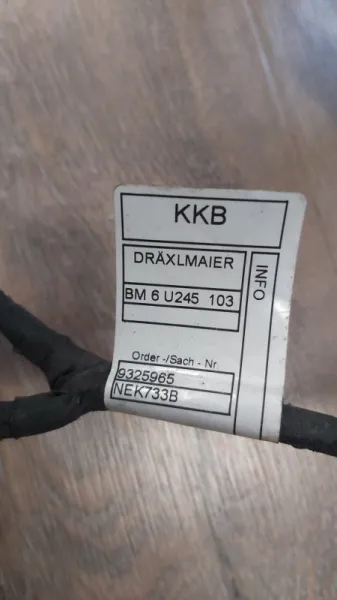 KKB
DRÄXLMAIER
BM 6 U245 103
INFO
Order -/Sach - Nr.
9325965
NEK733B